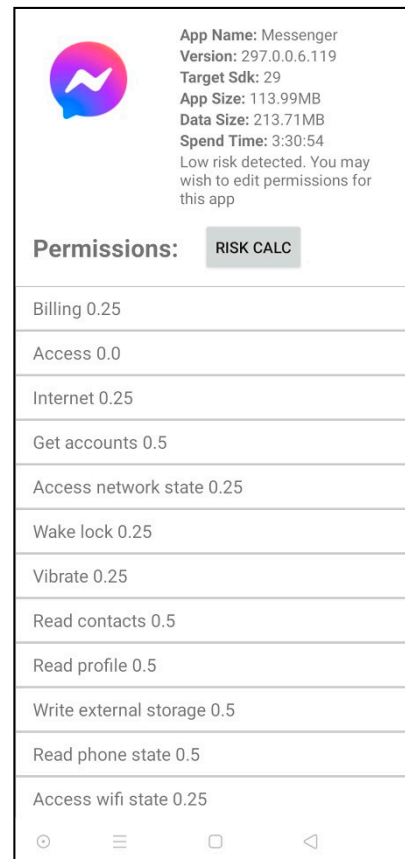 App Name: Messenger
Version: 297.0.0.6.119
Target Sdk: 29
App Size: 113.99MB
Data Size: 213.71MB
Spend Time: 3:30:54
Low risk detected. You may
wish to edit permissions for
this app
Permissions:
RISK CALC
Billing 0.25
Access 0.0
Internet 0.25
Get accounts 0.5
Access network state 0.25
Wake lock 0.25
Vibrate 0.25
Read contacts 0.5
Read profile 0.5
Write external storage 0.5
Read phone state 0.5
Access wifi state 0.25